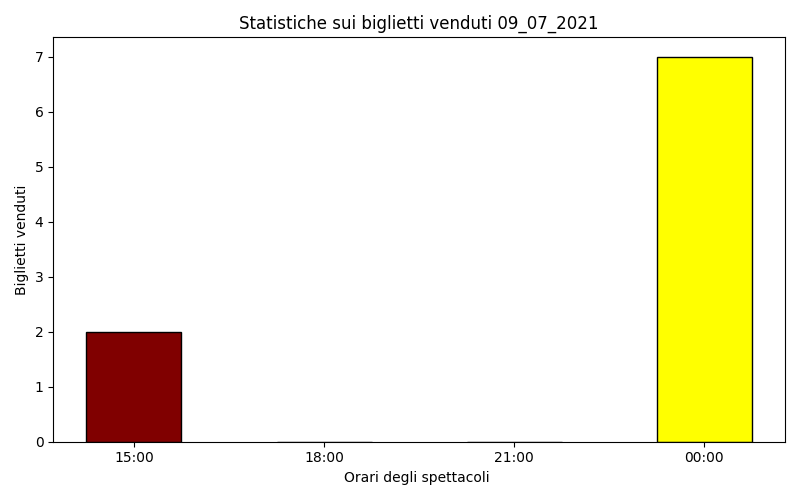 Statistiche sui biglietti venduti 09_07_2021
7
6
5
4
3
2
1
0
Biglietti venduti
15:00 18:00 21:00 00:00
Orari degli spettacoli